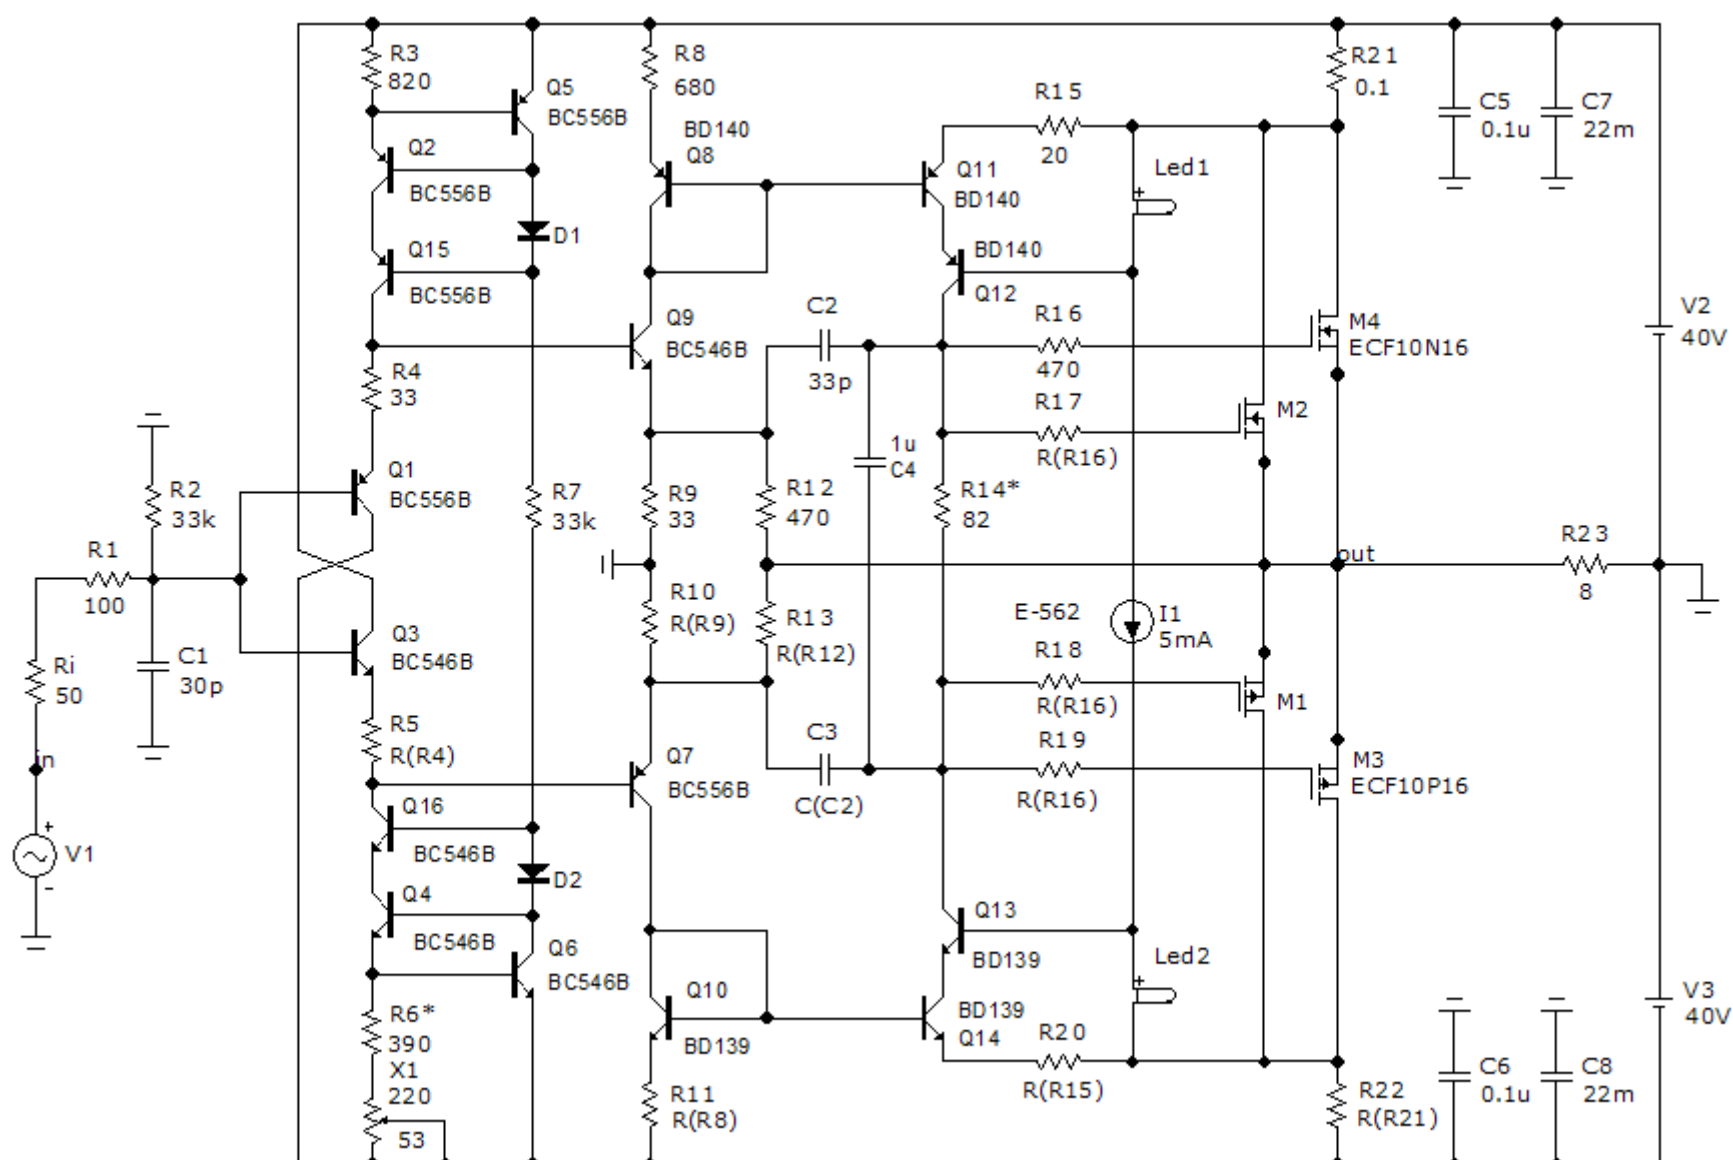 R3
820
Q5
BC556B
Q2
BC556B
D1
Q15
BC556B
R8
680
BD140
Q8
R15
20
Q11
BD140
Led1
R21
0.1
C5
0.1u
C7
22m
BD140
Q12
Q9
BC546B
C2
33p
R16
470
M4
ECF10N16
V2
40V
R4
33
R17
R(R16)
M2
Q1
BC556B
R2
33k
R7
33k
R9
33
R12
470
1u
C4
R14*
82
R1
100
out
R23
8
R10
R(R9)
R13
R(R12)
E-562
I1
5mA
Q3
BC546B
Ri
50
C1
30p
R18
R(R16)
M1
in
R5
R(R4)
Q7
BC556B
C3
C(C2)
R19
R(R16)
M3
ECF10P16
+
V1
-
Q16
BC546B
D2
Q4
BC546B
Q6
BC546B
Q13
BD139
Led2
Q10
BD139
BD139
Q14
R20
R(R15)
V3
40V
R6*
390
X1
220
53
R11
R(R8)
R22
R(R21)
C6
0.1u
C8
22m